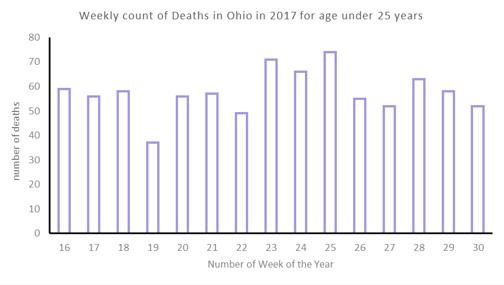 Weekly count of Deaths in Ohio in 2017 for age under 25 years
80
70
60
50
40
30
20
10
0
number of deaths
16 17 18 19 20 21 22 23 24 25 26 27 28 29 30
Number of Week of the Year